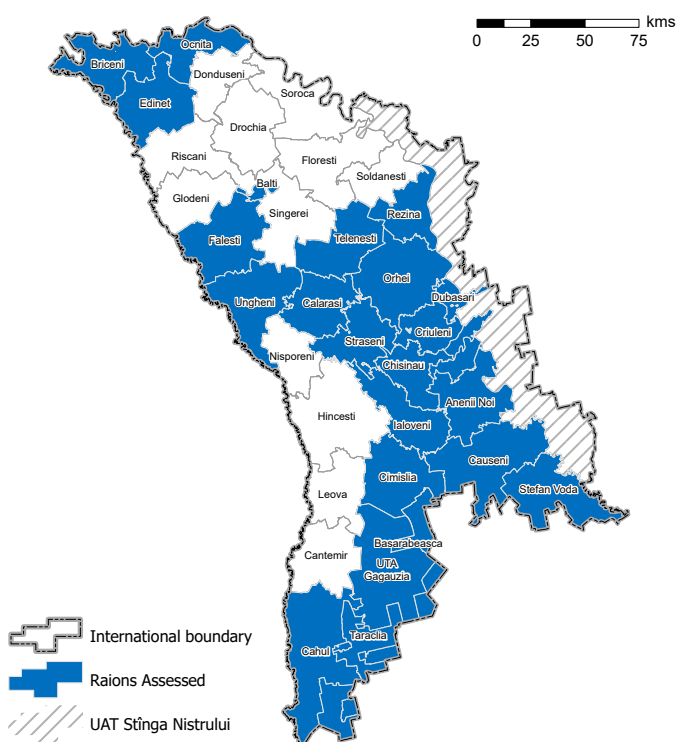 kms
0 25 50 75
Ocnita
Briceni
Donduseni
Soroca
Edinet
Drochia
Riscani
Floresti
Soldanesti
Balti
Glodeni
Singerei
Rezina
Falesti
Telenesti
Orhei
Dubasari
Ungheni
Calarasi
Criuleni
Straseni
Nisporeni
Chisinau
Anenii Noi
Hincesti
Ialoveni
Causeni
Cimislia
Stefan Voda
Leova
Basarabeasca
Cantemir
UTA
Gagauzia
Taraclia
Cahul
International boundary
Raions Assessed
UAT Stînga Nistrului